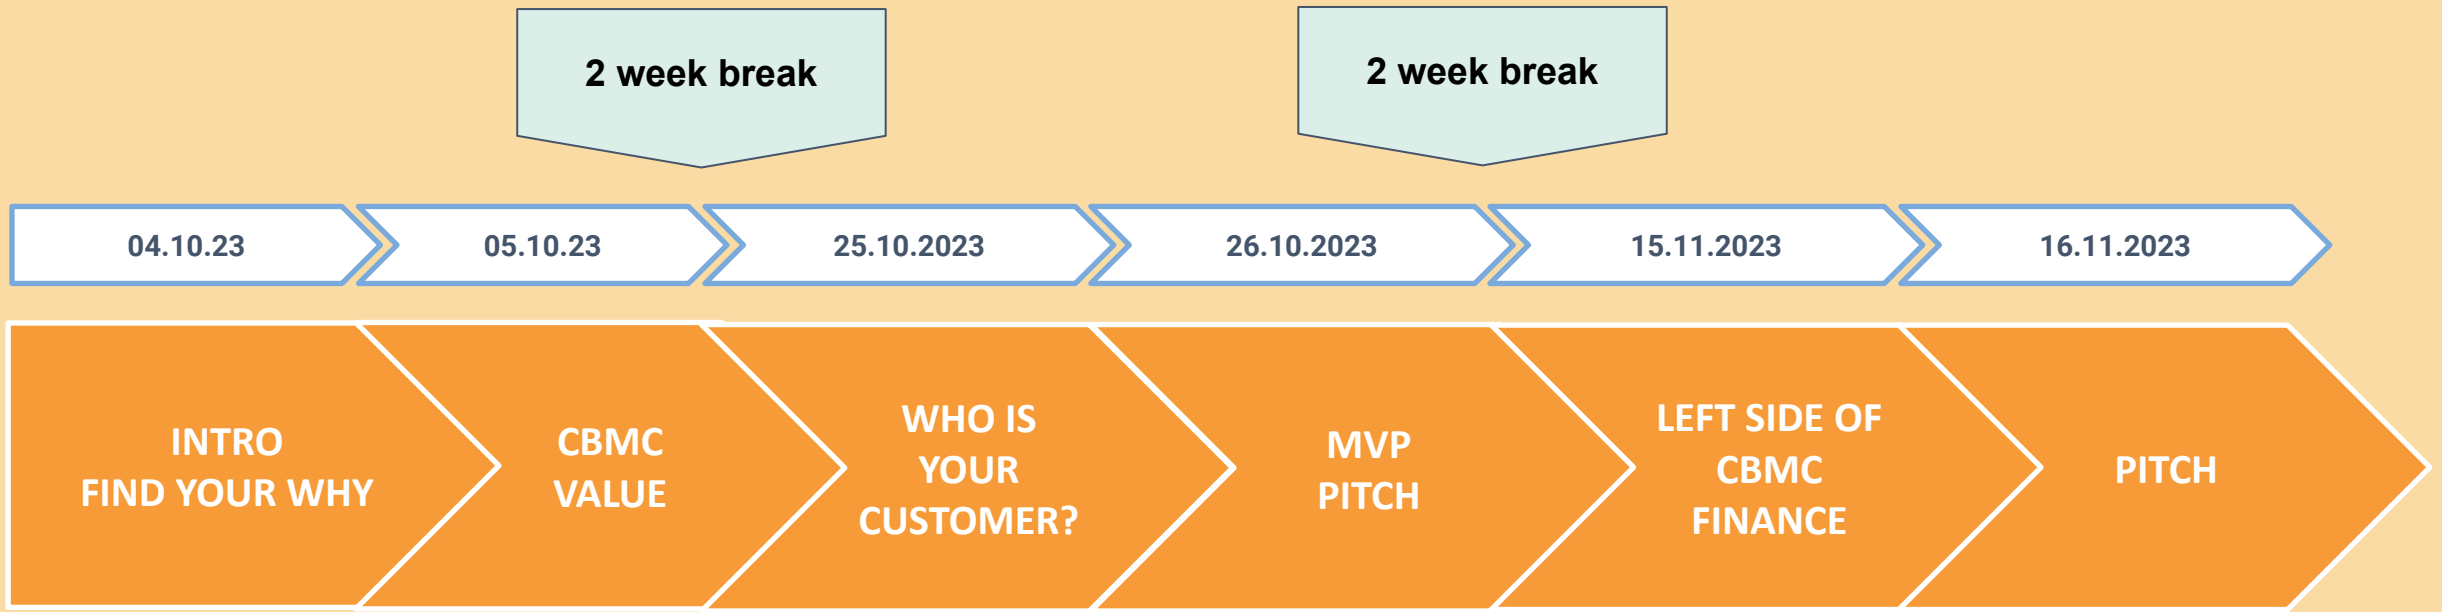 2 week break
2 week break
04.10.23
05.10.23
25.10.2023
26.10.2023
15.11.2023
16.11.2023
INTRO
FIND YOUR WHY
CBMC
VALUE
WHO IS
YOUR
CUSTOMER?
MVP
PITCH
LEFT SIDE OF
CBMC
FINANCE
PITCH